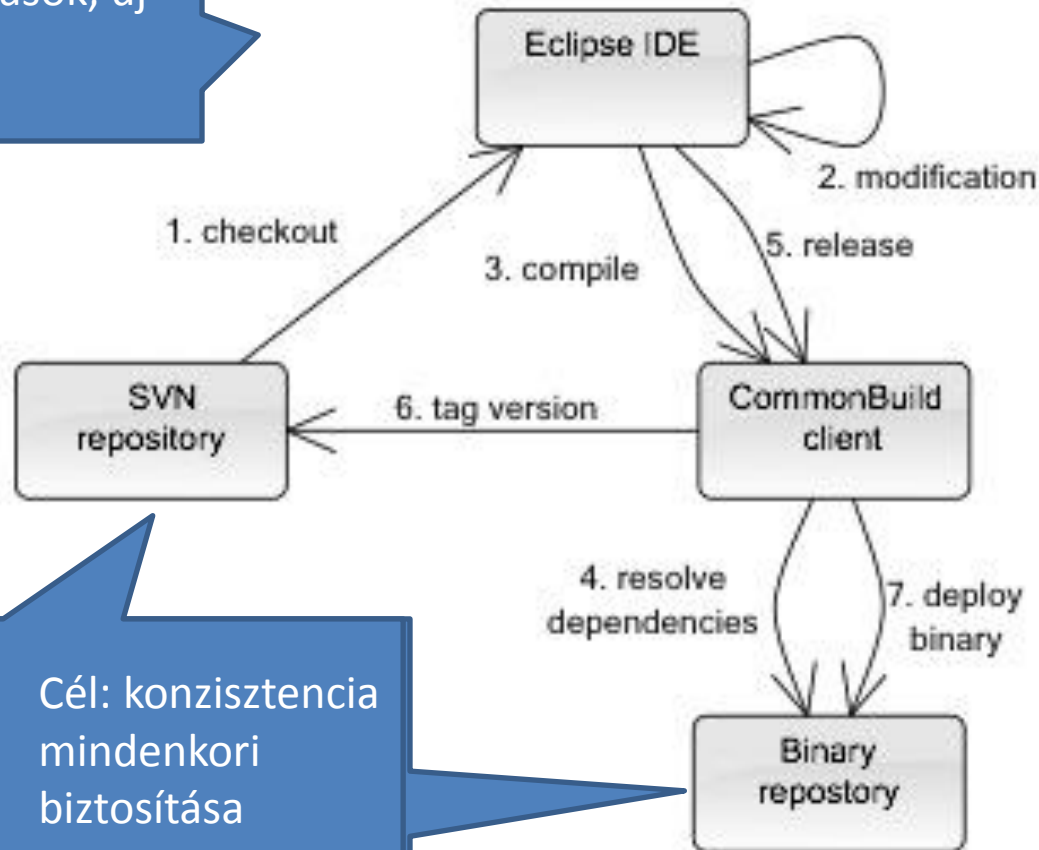 új
Eclipse IDE
2. modification
1. checkout
5. release
3. compile
SVN
repository
6. tag version
CommonBuild
client
4. resolve
dependencies
7. deploy
binary
Cél: konzisztencia
mindenkori
biztosítása
Binary
repostory